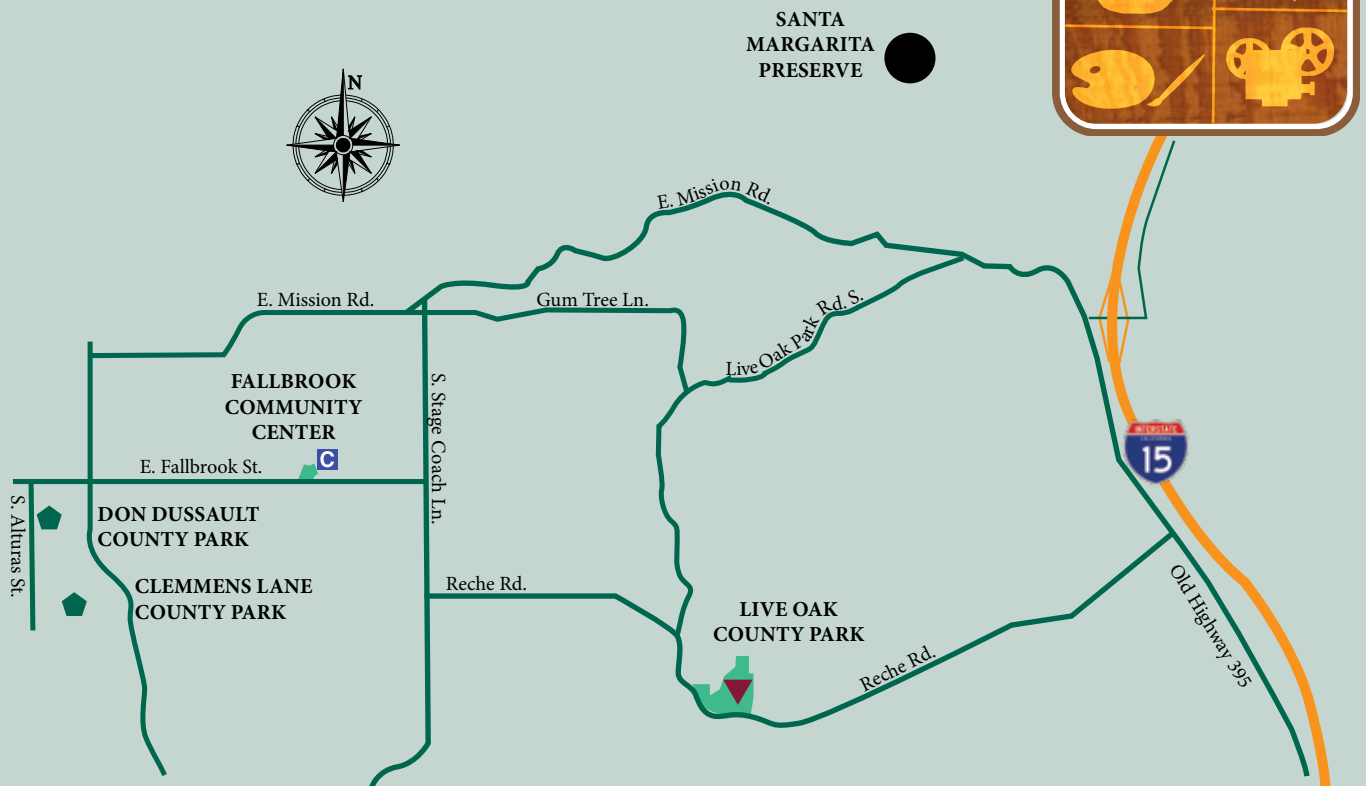 SANTA
MARGARITA
PRESERVE
N
E. Mission Rd.
E. Mission Rd.
Gum Tree Ln.
Live Oak Park Rd. S.
FALLBROOK
COMMUNITY
CENTER
S. Stage Coach Ln.
INTERSTATE
CALIFORNIA
15
C
E. Fallbrook St.
S. Alturas St.
DON DUSSAULT
COUNTY PARK
CLEMMENS LANE
COUNTY PARK
Reche Rd.
LIVE OAK
COUNTY PARK
Reche Rd.
Old Highway 395